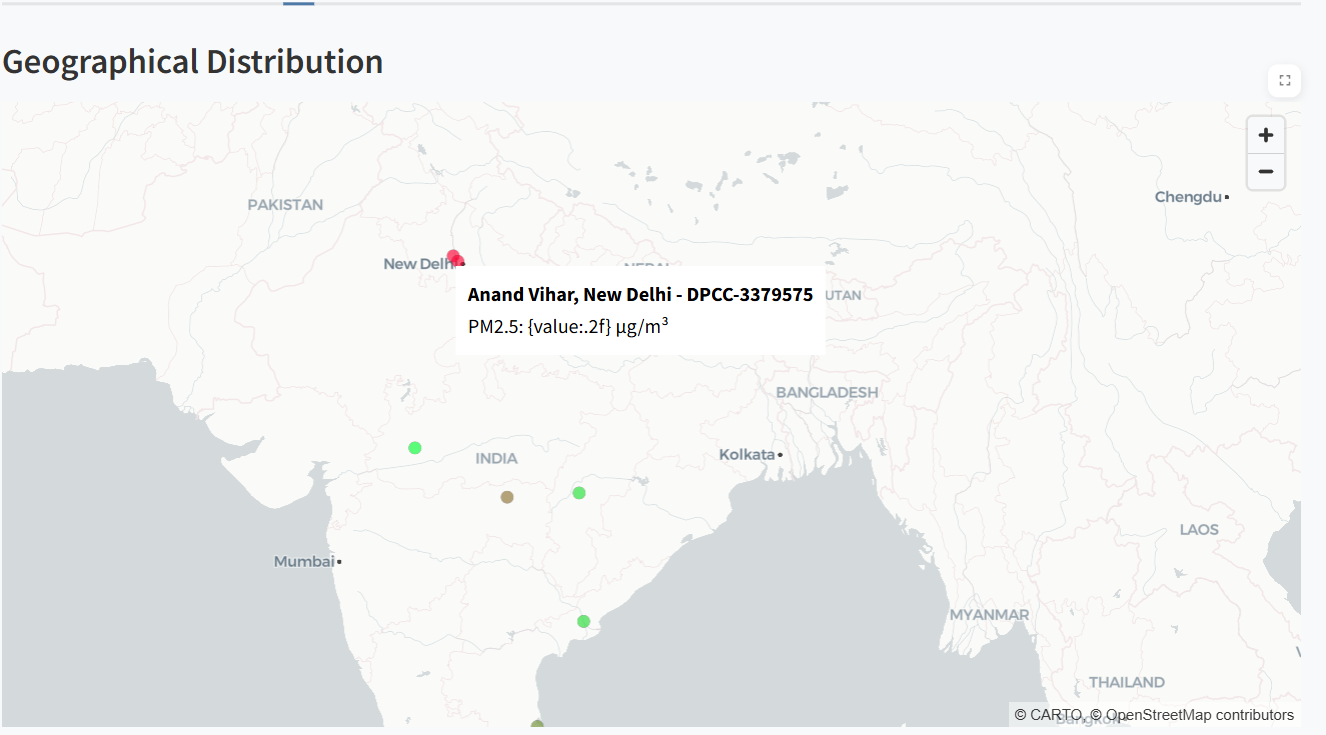 Geographical Distribution
+
−
Chengdu
PAKISTAN
New Delhi
NEPAL
Anand Vihar, New Delhi - DPCC-3379575
UTAN
PM2.5: {value:.2f} µg/m³
BANGLADESH
Kolkata
INDIA
LAOS
Mumbai
MYANMAR
THAILAND
© CARTO, © OpenStreetMap contributors
Bangkok